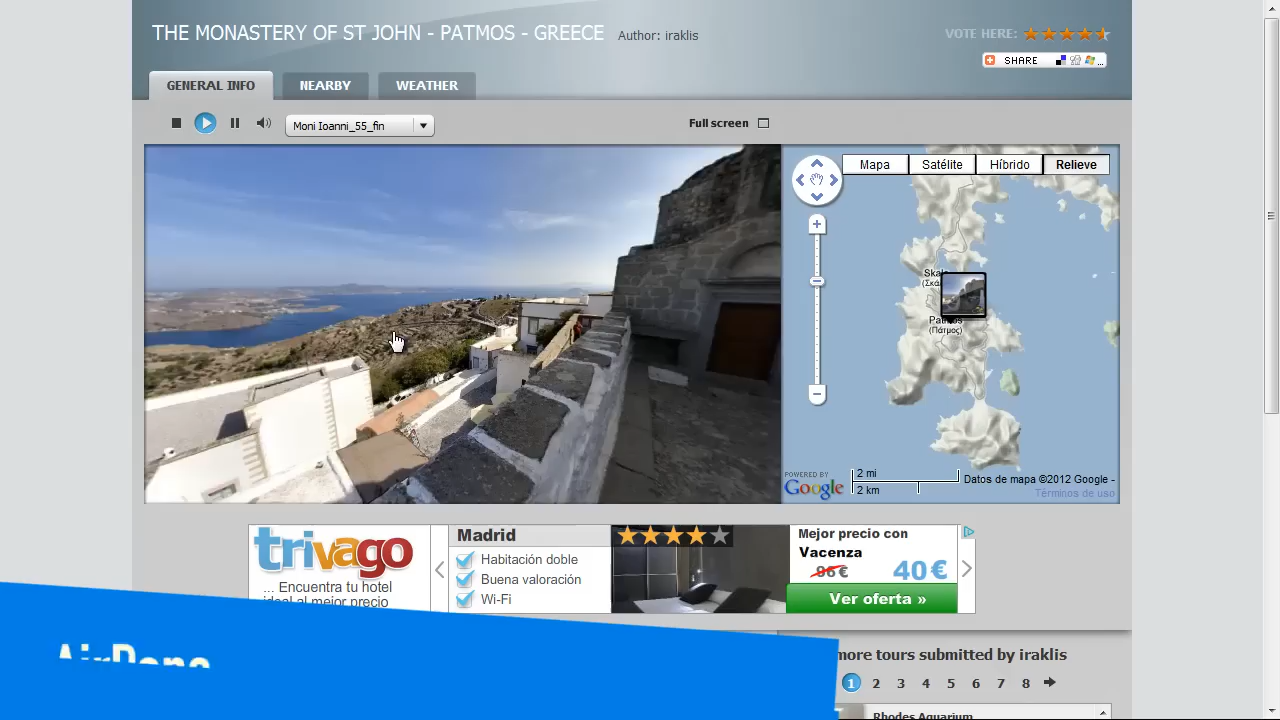 THE MONASTERY OF ST JOHN - PATMOS - GREECE Author: iraklis
VOTE HERE:
SHARE
GENERAL INFO NEARBY WEATHER
Moni Ioanni_55_fin
Full screen
Mapa Satélite Híbrido Relieve
(Πάτμος)
POWERED BY
Google
2 mi
2 km
Datos de mapa ©2012 Google -
Términos de uso
trivago
... Encuentra tu hotel
ideal al mejor precio
Madrid
Habitación doble
Buena valoración
Wi-Fi
Mejor precio con
Vacenza
96 €
40 €
Ver oferta »
more tours submitted by iraklis
1 2 3 4 5 6 7 8
Rhodes Aquarium